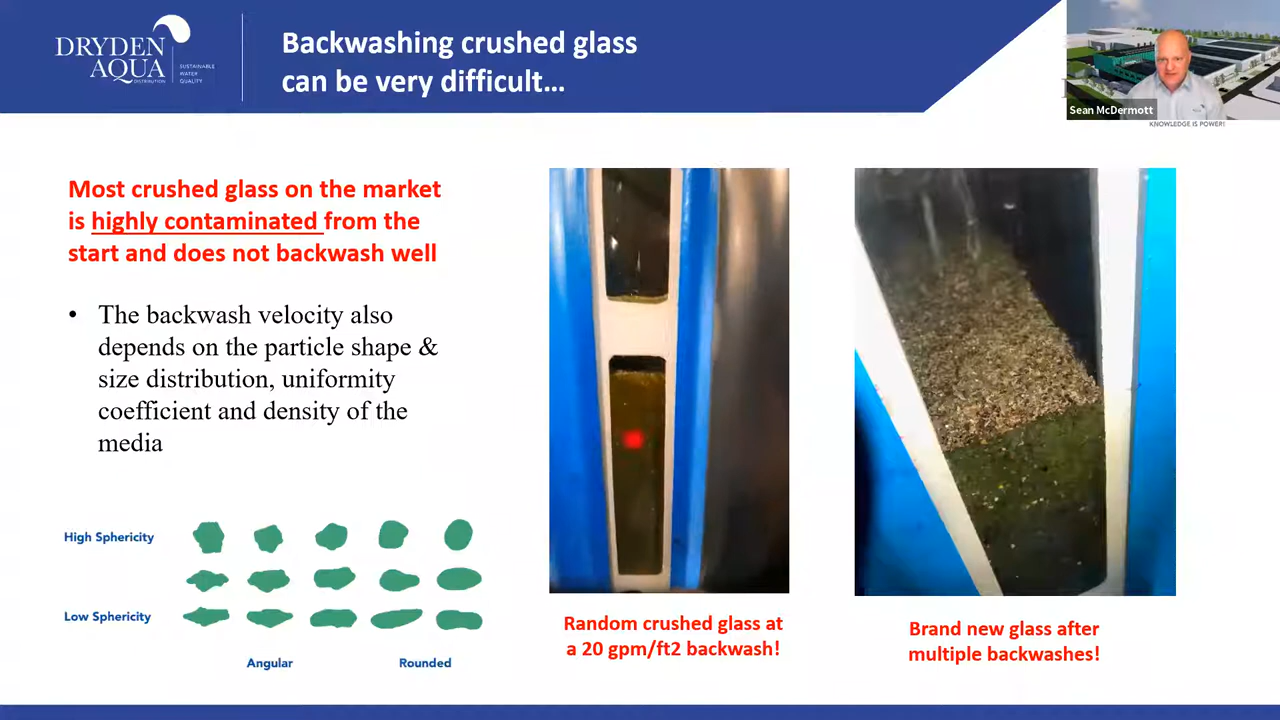 DRYDEN
AQUA
DISTRIBUTION
SUSTAINABLE
WATER
QUALITY
Backwashing crushed glass
can be very difficult...
Sean McDermott
KNOWLEDGE IS POWER!
Most crushed glass on the market
is highly contaminated from the
start and does not backwash well
• The backwash velocity also
depends on the particle shape &
size distribution, uniformity
coefficient and density of the
media
High Sphericity
Low Sphericity
Angular
Rounded
Random crushed glass at
a 20 gpm/ft2 backwash!
Brand new glass after
multiple backwashes!